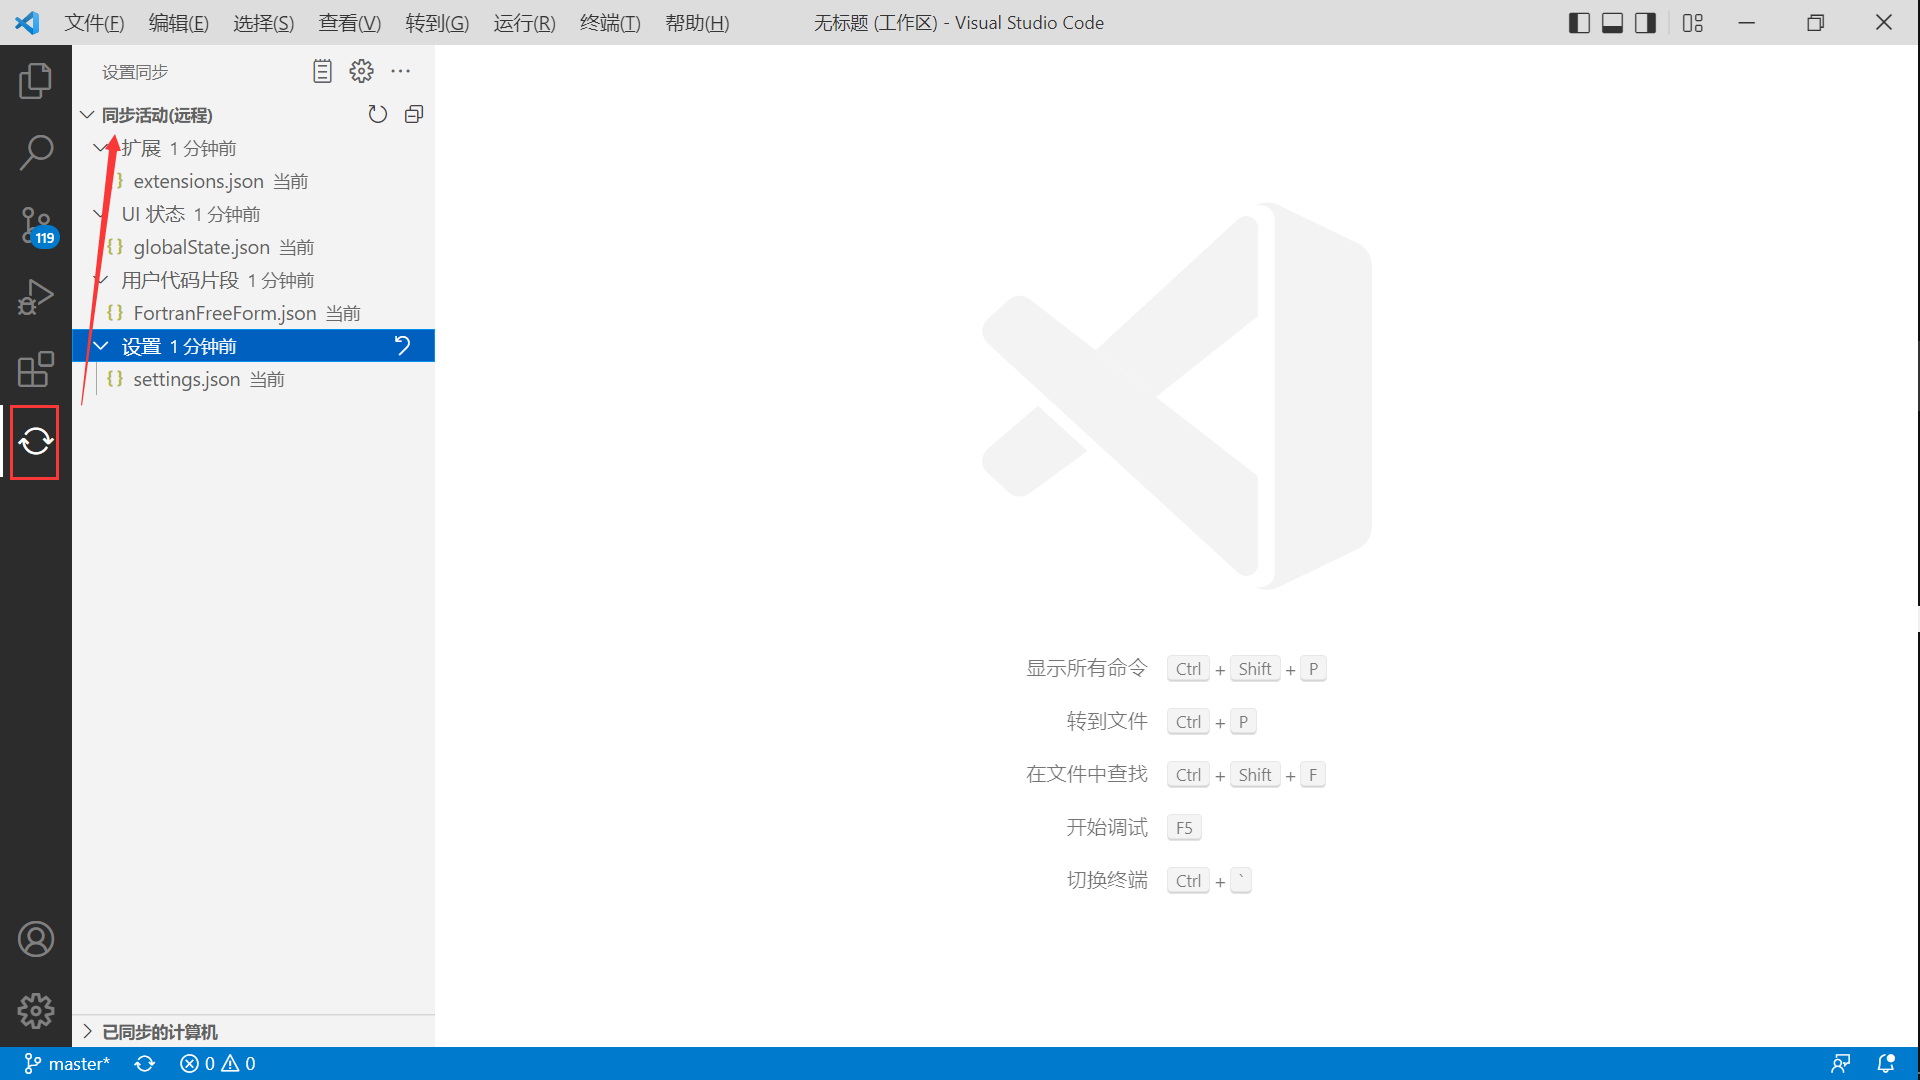 文件(F) 编辑(E) 选择(S) 查看(V) 转到(G) 运行(R) 终端(T) 帮助(H) 无标题 (工作区) - Visual Studio Code
设置同步
同步活动(远程)
扩展 1 分钟前
extensions.json 当前
UI 状态 1 分钟前
{} globalState.json 当前
用户代码片段 1 分钟前
{} FortranFreeForm.json 当前
设置 1 分钟前
{} settings.json 当前
119
显示所有命令 Ctrl + Shift + P
转到文件 Ctrl + P
在文件中查找 Ctrl + Shift + F
开始调试 F5
切换终端 Ctrl + `
已同步的计算机
master* 0 0